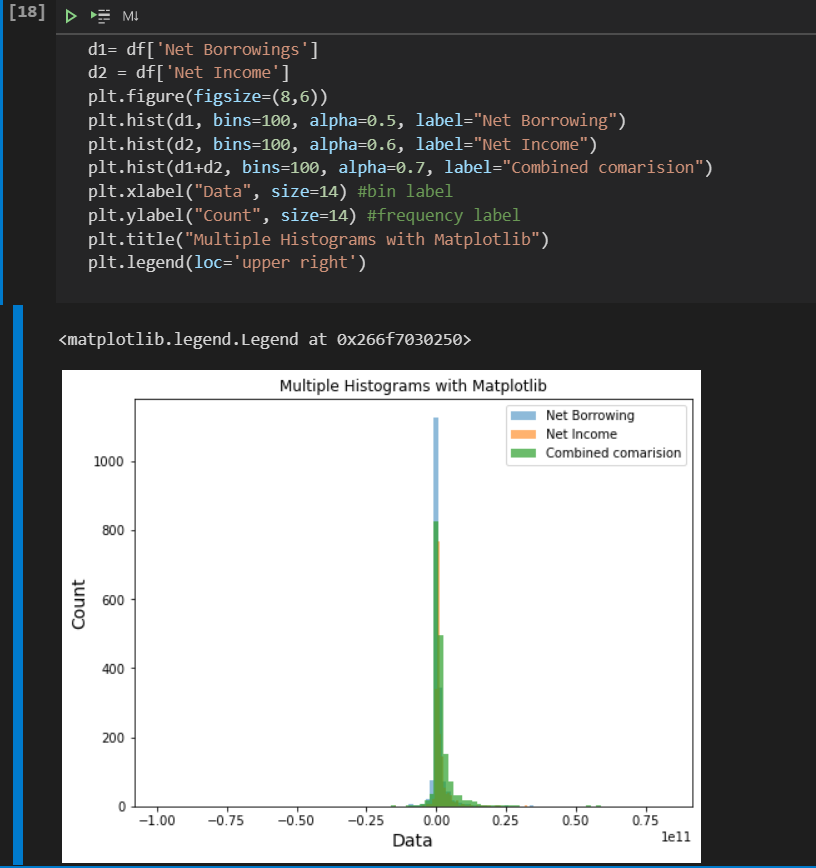 [18]
M↓
d1= df['Net Borrowings']
d2 = df['Net Income']
plt.figure(figsize=(8,6))
plt.hist(d1, bins=100, alpha=0.5, label="Net Borrowing")
plt.hist(d2, bins=100, alpha=0.6, label="Net Income")
plt.hist(d1+d2, bins=100, alpha=0.7, label="Combined comarision")
plt.xlabel("Data", size=14) #bin label
plt.ylabel("Count", size=14) #frequency label
plt.title("Multiple Histograms with Matplotlib")
plt.legend(loc='upper right')
<matplotlib.legend.Legend at 0x266f7030250>
Multiple Histograms with Matplotlib
Net Borrowing
Net Income
Combined comarision
1000
800
600
400
200
0
Count
−1.00 −0.75 −0.50 −0.25 0.00 0.25 0.50 0.75
1e11
Data